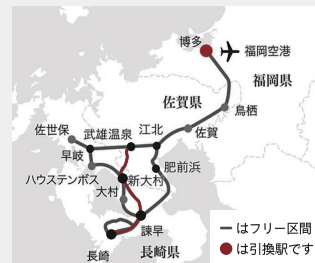 博多
福岡空港
福岡県
佐賀県
鳥栖
佐世保
武雄温泉
江北
佐賀
早岐
肥前浜
ハウステンボス
新大村
大村
諫早
長崎
長崎県
ーはフリー区間
●は引換駅です